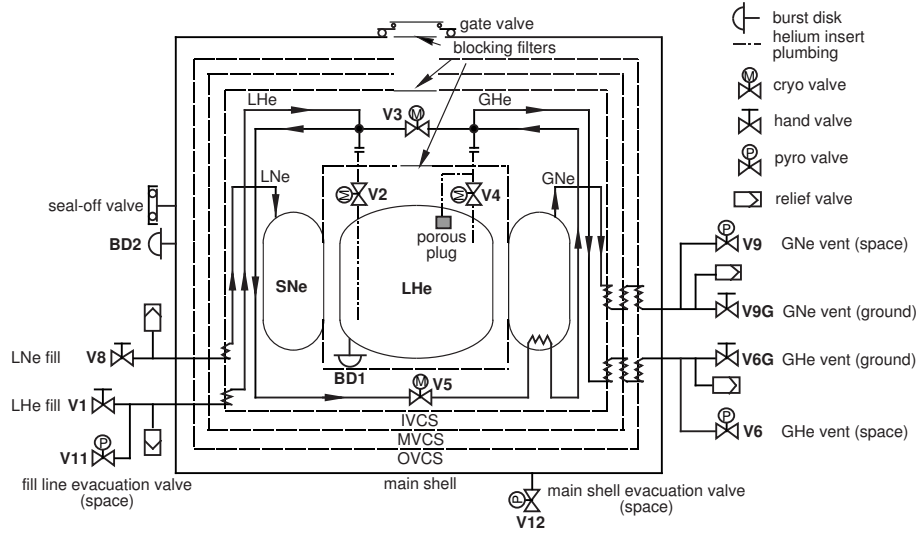 gate valve
blocking filters
burst disk
helium insert
plumbing
M
cryo valve
hand valve
P
pyro valve
relief valve
LHe
V3
M
GHe
LNe
M
V2
M
V4
GNe
seal-off valve
BD2
porous
plug
SNe
LHe
P
V9
GNe vent (space)
V9G
GNe vent (ground)
LNe fill
V8
BD1
M
V5
V6G
GHe vent (ground)
LHe fill
V1
P
V6
GHe vent (space)
IVCS
MVCS
OVCS
P
V11
fill line evacuation valve
(space)
main shell
P
V12
main shell evacuation valve
(space)